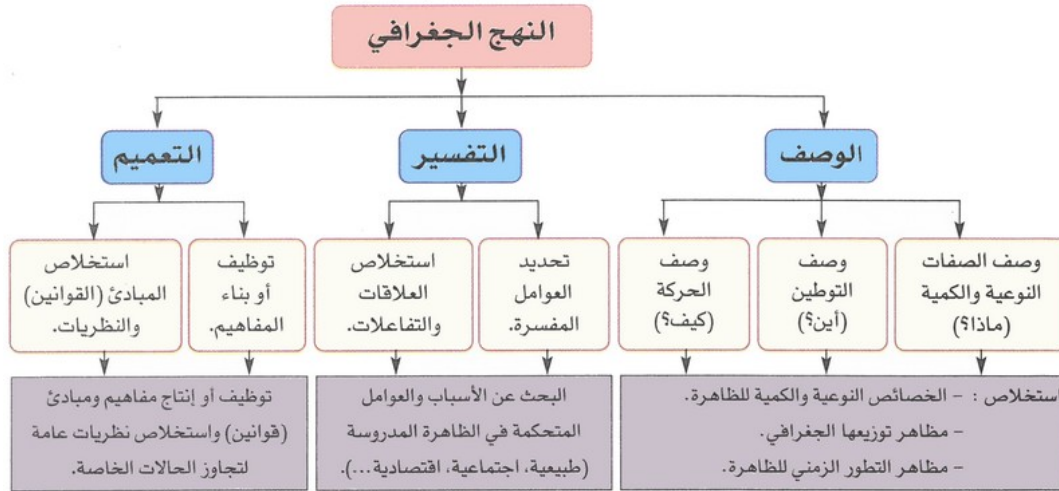 النهج الجغرافي
الوصف
التفسير
التعميم
وصف الصفات
النوعية والكمية
(ماذا؟)
وصف
التوطين
(أين؟)
وصف
الحركة
(كيف؟)
تحديد
العوامل
المفسرة.
استخلاص
العلاقات
والتفاعلات.
توظيف
أو بناء
المفاهيم.
استخلاص
المبادئ (القوانين)
والنظريات.
ستخلاص : – الخصائص النوعية والكمية للظاهرة.
– مظاهر توزيعها الجغرافي.
– مظاهر التطور الزمني للظاهرة.
البحث عن الأسباب والعوامل
المتحكمة في الظاهرة المدروسة
(طبيعية، اجتماعية، اقتصادية...).
توظيف أو إنتاج مفاهيم ومبادئ
(قوانين) واستخلاص نظريات عامة
لتجاوز الحالات الخاصة.